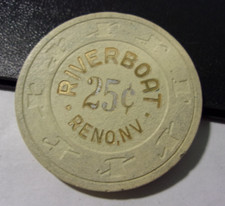 RIVERBOAT
25¢
RENO, NV.